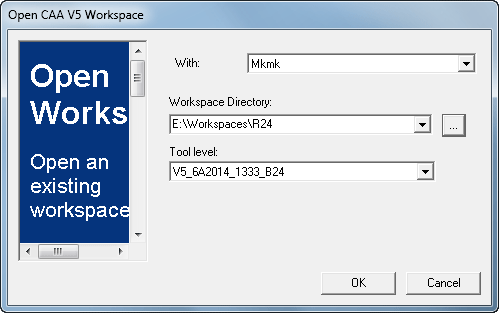 Open CAA V5 Workspace
Open
Works
Open an
existing
workspace
With:
Mkmk
Workspace Directory:
E:\Workspaces\R24
...
Tool level:
V5_6A2014_1333_B24
OK
Cancel